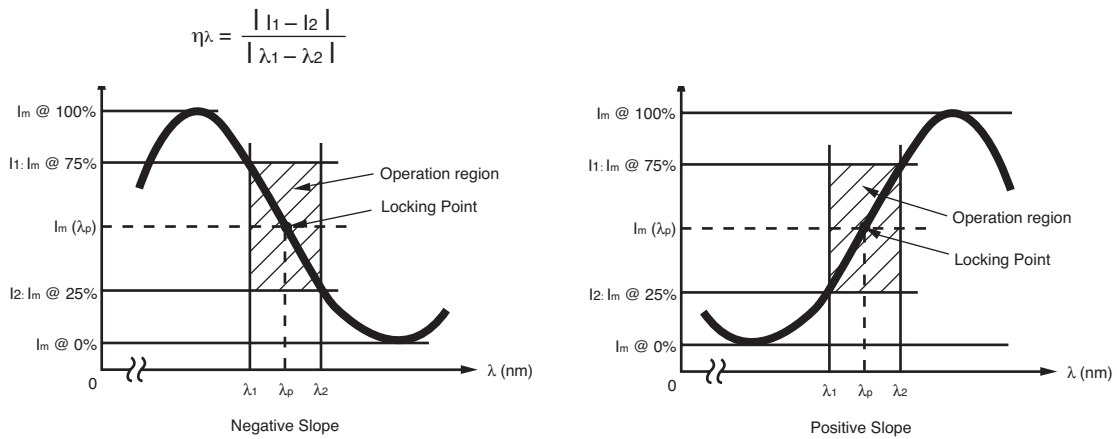 ηλ = | I1 – I2 | / | λ1 – λ2 |
Im @ 100%
I1: Im @ 75%
Operation region
Locking Point
Im (λp)
I2: Im @ 25%
Im @ 0%
0
λ1 λp λ2
λ (nm)
Negative Slope
Im @ 100%
I1: Im @ 75%
Im (λp)
Operation region
Locking Point
I2: Im @ 25%
Im @ 0%
0
λ1 λp λ2
λ (nm)
Positive Slope